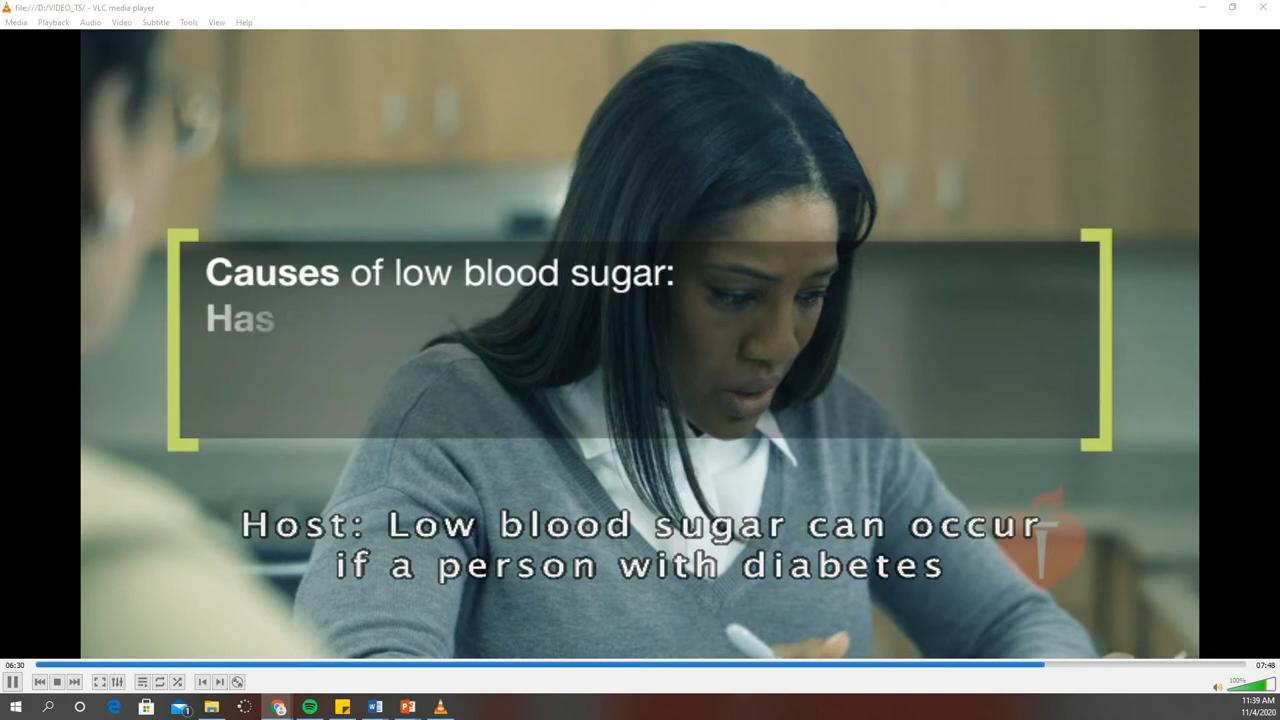 file:///D:/VIDEO_TS/ - VLC media player
Media Playback Audio Video Subtitle Tools View Help
Causes of low blood sugar:
Has
Host: Low blood sugar can occur
if a person with diabetes
06:30
07:48
100%
1
11:39 AM
11/4/2020